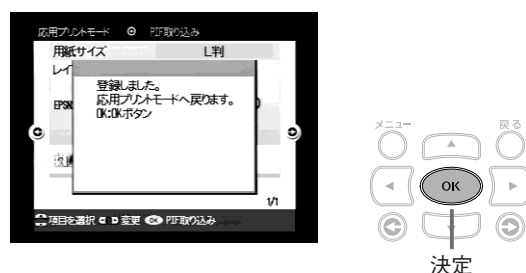 応用プリントモード PIF取り込み
用紙サイズ L判
レイ
登録しました。
応用プリントモードへ戻ります。
OK:OKボタン
EPSN
変
1/1
項目を選択 変更 OK PIF取り込み
メニュー 戻る
OK
決定